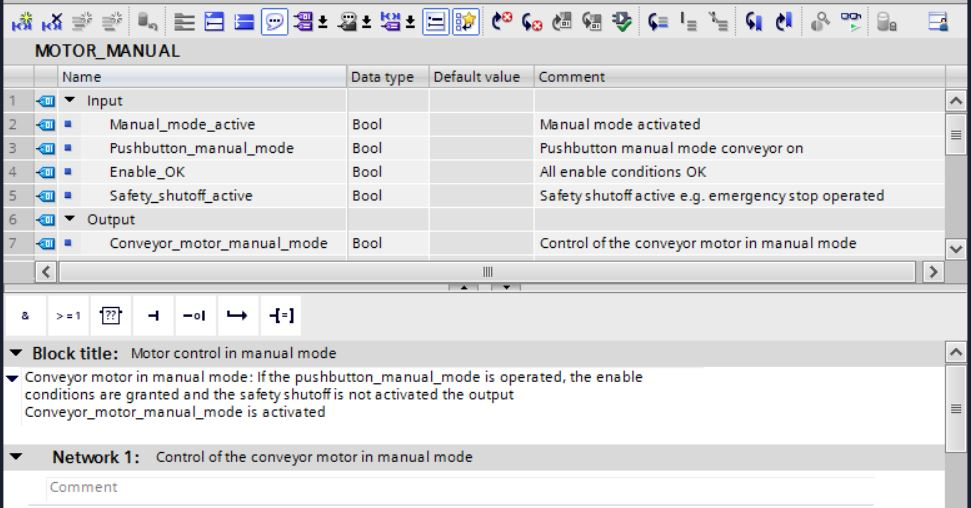 MOTOR_MANUAL
Name Data type Default value Comment
1 Input
2 Manual_mode_active Bool Manual mode activated
3 Pushbutton_manual_mode Bool Pushbutton manual mode conveyor on
4 Enable_OK Bool All enable conditions OK
5 Safety_shutoff_active Bool Safety shutoff active e.g. emergency stop operated
6 Output
7 Conveyor_motor_manual_mode Bool Control of the conveyor motor in manual mode
& >=1 ?? -| -o| -[=]
Block title: Motor control in manual mode
Conveyor motor in manual mode: If the pushbutton_manual_mode is operated, the enable
conditions are granted and the safety shutoff is not activated the output
Conveyor_motor_manual_mode is activated
Network 1: Control of the conveyor motor in manual mode
Comment